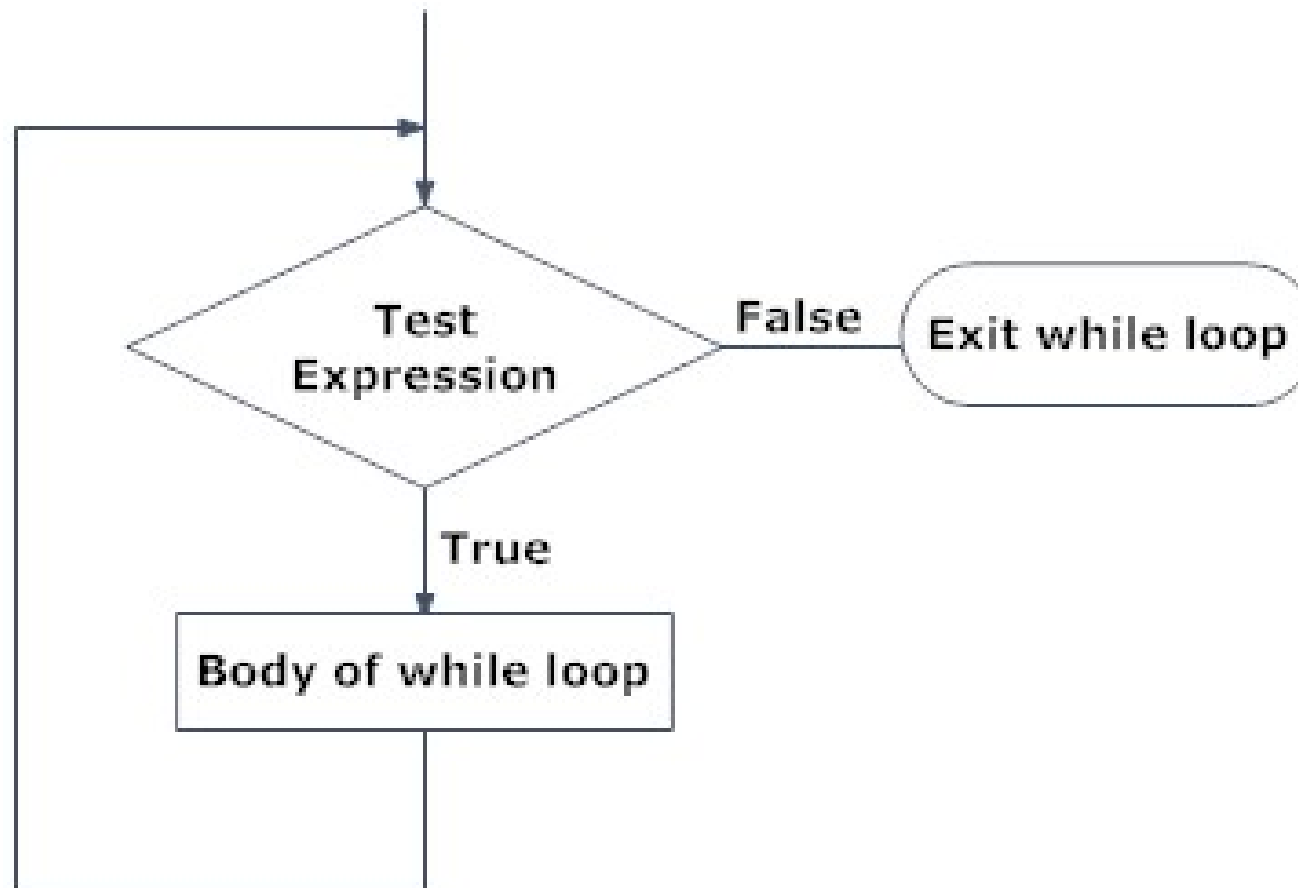 Test
Expression
False
Exit while loop
True
Body of while loop